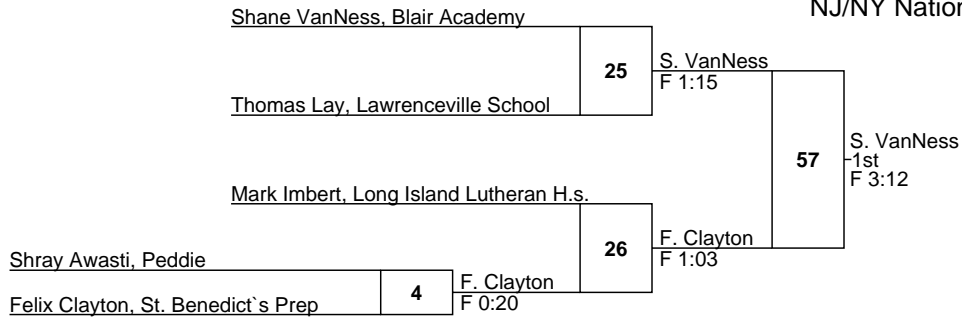 NJ/NY Nation
Shane VanNess, Blair Academy
25
S. VanNess
F 1:15
Thomas Lay, Lawrenceville School
57
S. VanNess
1st
F 3:12
Mark Imbert, Long Island Lutheran H.s.
26
F. Clayton
F 1:03
Shray Awasti, Peddie
4
F. Clayton
F 0:20
Felix Clayton, St. Benedict`s Prep